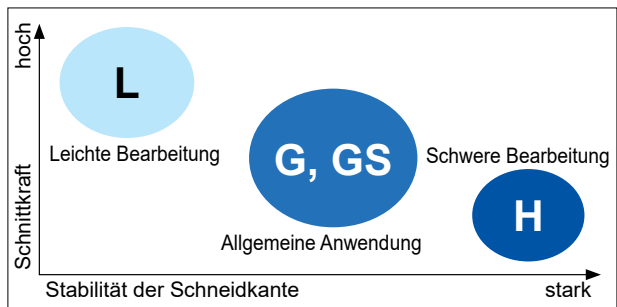 hoch
Schnittkraft
L
Leichte Bearbeitung
G, GS
Allgemeine Anwendung
Schwere Bearbeitung
H
Stabilität der Schneidkante
stark